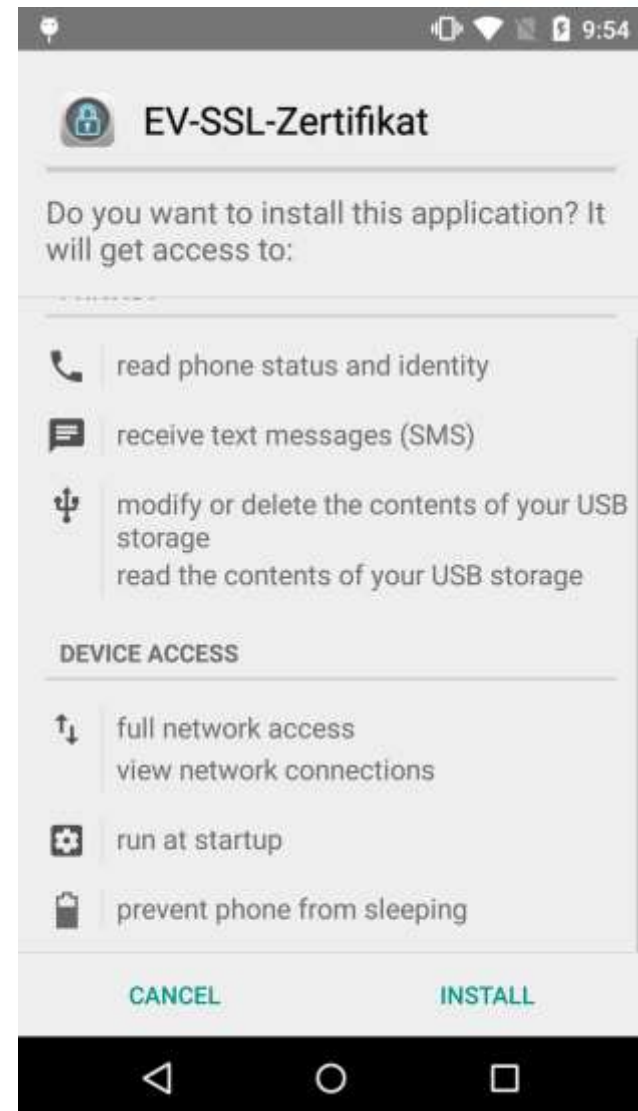 9:54
EV-SSL-Zertifikat
Do you want to install this application? It
will get access to:
read phone status and identity
receive text messages (SMS)
modify or delete the contents of your USB
storage
read the contents of your USB storage
DEVICE ACCESS
full network access
view network connections
run at startup
prevent phone from sleeping
CANCEL INSTALL